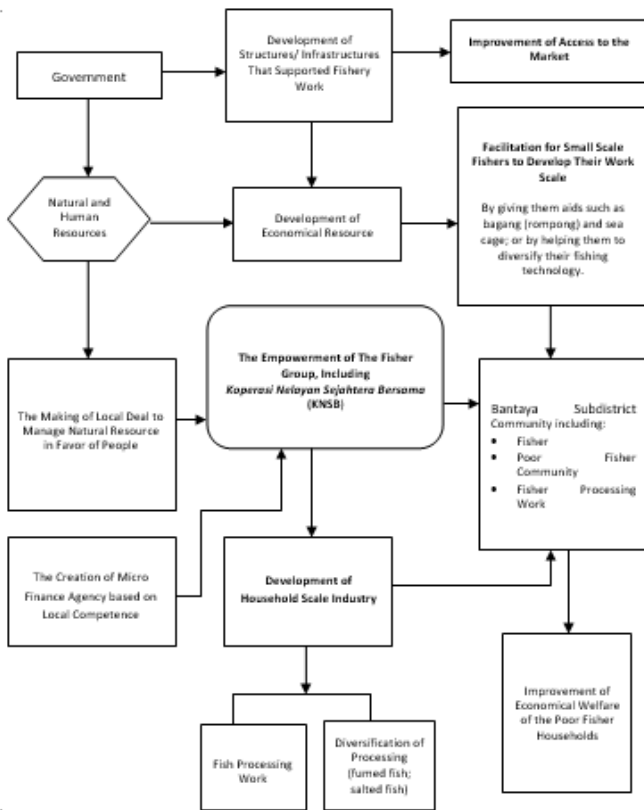 Government
Development of
Structures/ Infrastructures
That Supported Fishery
Work
Improvement of Access to the
Market
Natural and
Human
Resources
Development of
Economical Resource
Facilitation for Small Scale
Fishers to Develop Their Work
Scale
By giving them aids such as
bagang (rompong) and sea
cage; or by helping them to
diversify their fishing
technology.
The Making of Local Deal to
Manage Natural Resource
in Favor of People
The Empowerment of The Fisher
Group, Including
Koperasi Nelayan Sejahtera Bersama
(KNSB)
Bantaya Subdistrict
Community including:
• Fisher
• Poor Fisher
Community
• Fisher Processing
Work
The Creation of Micro
Finance Agency based on
Local Competence
Development of
Household Scale Industry
Fish Processing
Work
Diversification of
Processing
(fumed fish;
salted fish)
Improvement of
Economical Welfare
of the Poor Fisher
Households